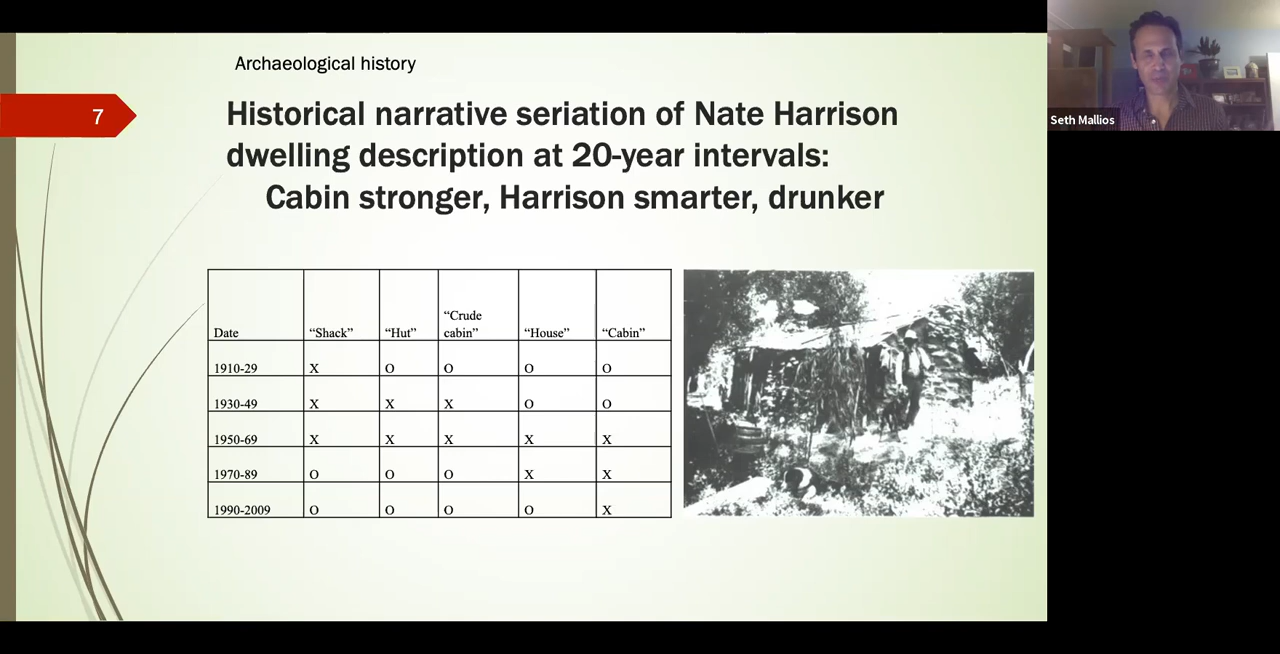 Archaeological history
7
Historical narrative seriation of Nate Harrison
dwelling description at 20-year intervals:
Cabin stronger, Harrison smarter, drunker
Date “Shack” “Hut” “Crude cabin” “House” “Cabin”
1910-29 X O O O O
1930-49 X X X O O
1950-69 X X X X X
1970-89 O O O X X
1990-2009 O O O O X
Seth Mallios